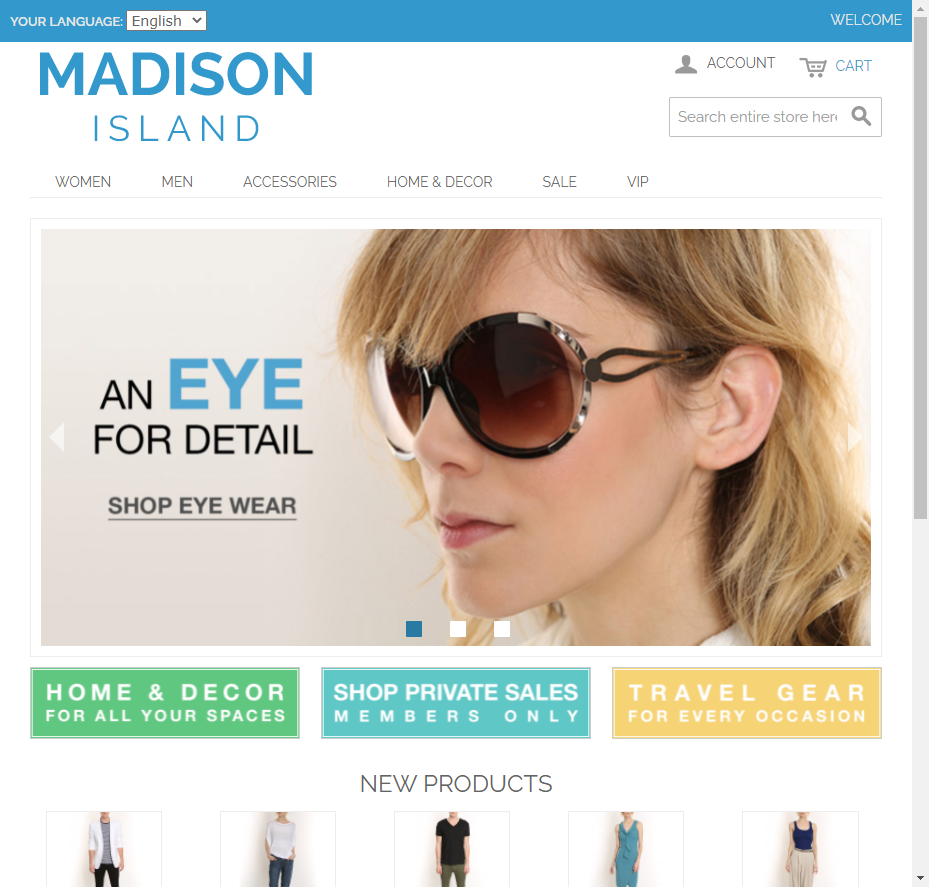 YOUR LANGUAGE: English
WELCOME
MADISON
ISLAND
ACCOUNT
CART
Search entire store here
WOMEN
MEN
ACCESSORIES
HOME & DECOR
SALE
VIP
AN EYE
FOR DETAIL
SHOP EYE WEAR
HOME & DECOR
FOR ALL YOUR SPACES
SHOP PRIVATE SALES
MEMBERS ONLY
TRAVEL GEAR
FOR EVERY OCCASION
NEW PRODUCTS